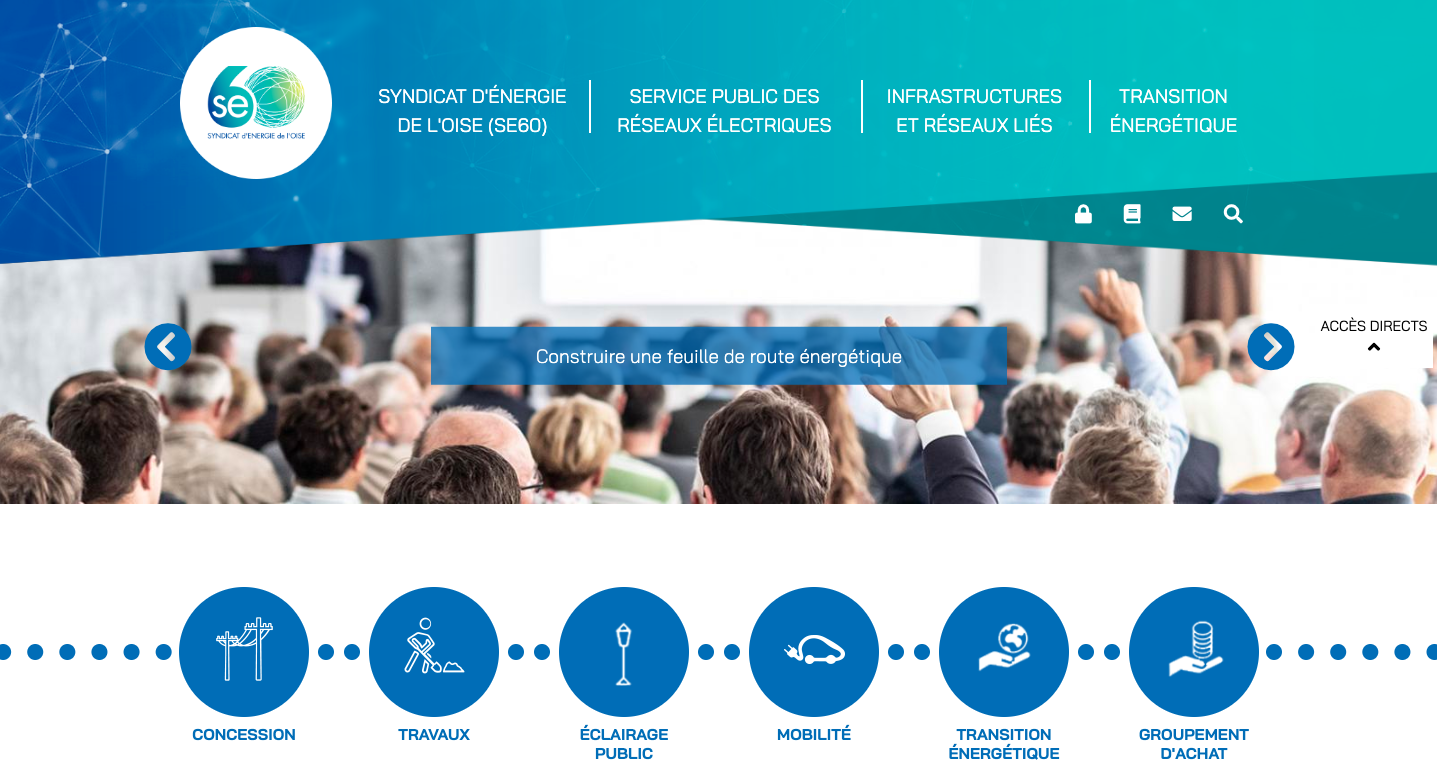 se60
SYNDICAT d'ENERGIE de l'OISE
SYNDICAT D'ÉNERGIE
DE L'OISE (SE60)
SERVICE PUBLIC DES
RÉSEAUX ÉLECTRIQUES
INFRASTRUCTURES
ET RÉSEAUX LIÉS
TRANSITION
ÉNERGÉTIQUE
ACCÈS DIRECTS
Construire une feuille de route énergétique
CONCESSION
TRAVAUX
ÉCLAIRAGE
PUBLIC
MOBILITÉ
TRANSITION
ÉNERGÉTIQUE
GROUPEMENT
D'ACHAT